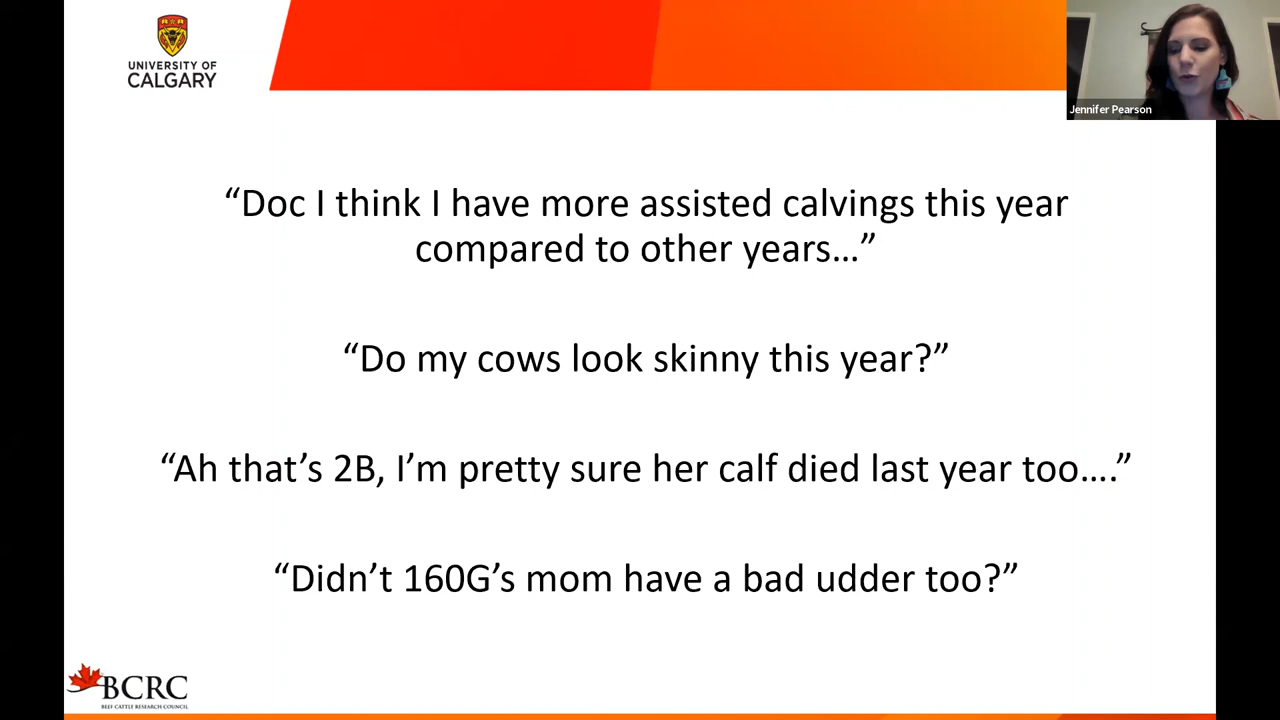 UNIVERSITY OF
CALGARY
Jennifer Pearson
“Doc I think I have more assisted calvings this year
compared to other years…”
“Do my cows look skinny this year?”
“Ah that’s 2B, I’m pretty sure her calf died last year too….”
“Didn’t 160G’s mom have a bad udder too?”
BCRC
BEEF CATTLE RESEARCH COUNCIL